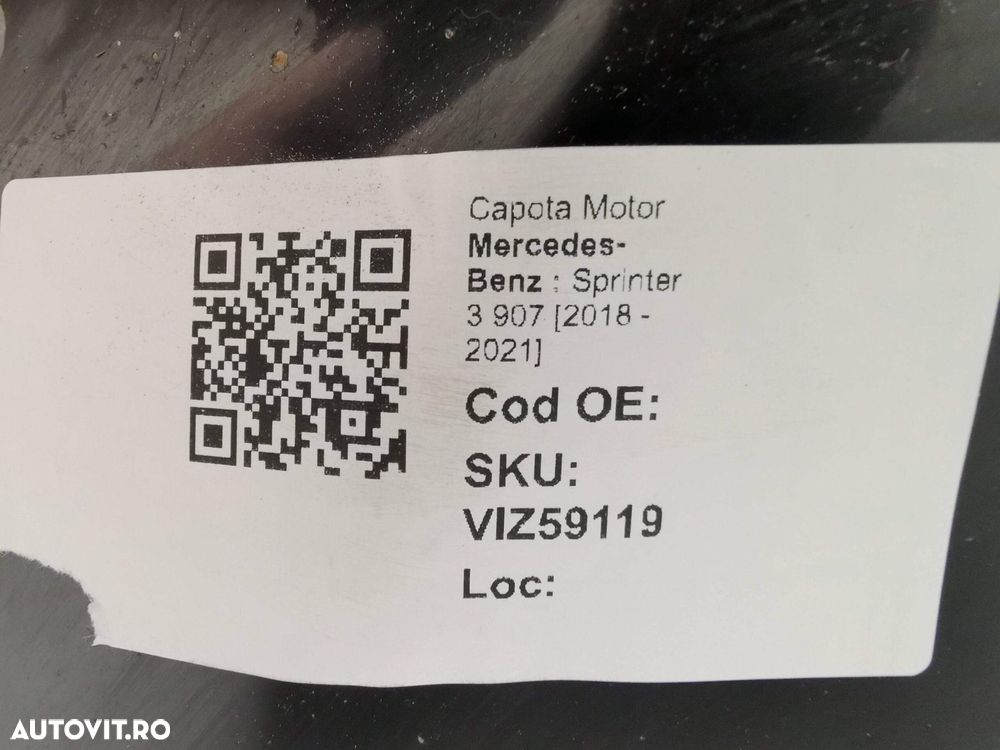 Capota Motor
Mercedes-
Benz : Sprinter
3 907 [2018 -
2021]
Cod OE:
SKU:
VIZ59119
Loc:
AUTOVIT.RO